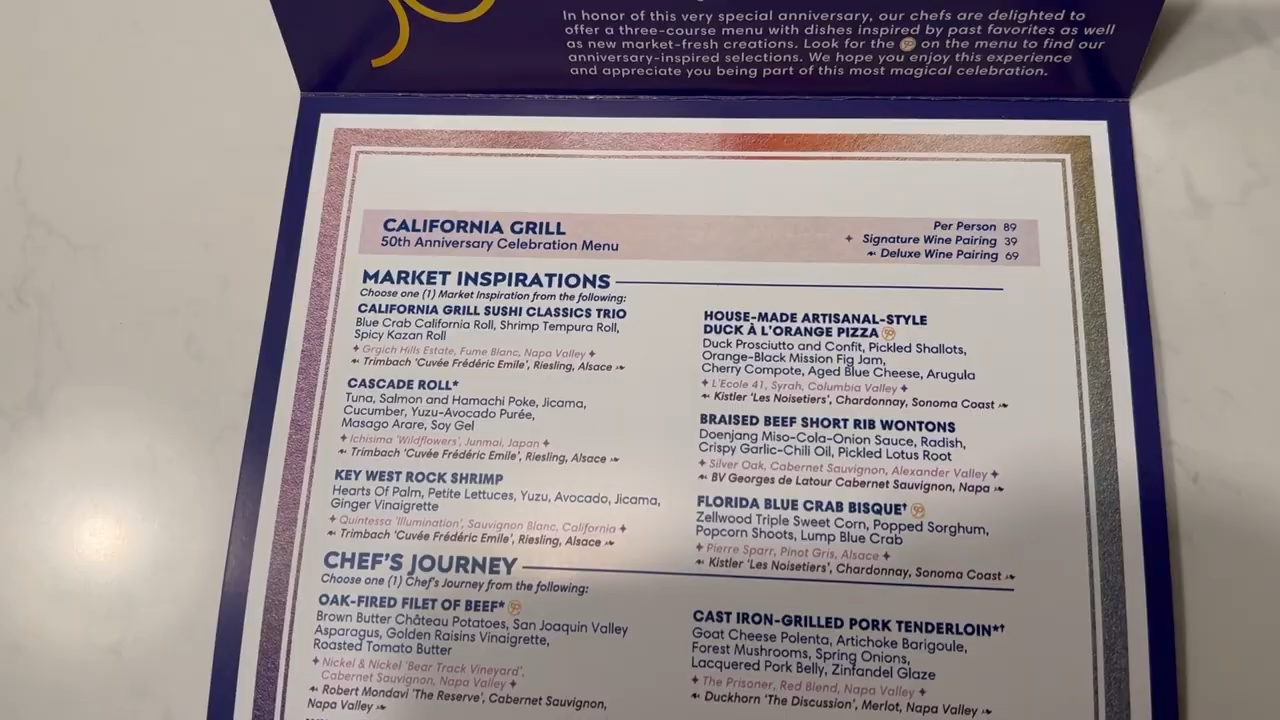 In honor of this very special anniversary, our chefs are delighted to
offer a three-course menu with dishes inspired by past favorites as well
as new market-fresh creations. Look for the 50 on the menu to find our
anniversary-inspired selections. We hope you enjoy this experience
and appreciate you being part of this most magical celebration.
CALIFORNIA GRILL
50th Anniversary Celebration Menu
Per Person 89
✦ Signature Wine Pairing 39
❧ Deluxe Wine Pairing 69
MARKET INSPIRATIONS
Choose one (1) Market Inspiration from the following:
CALIFORNIA GRILL SUSHI CLASSICS TRIO
Blue Crab California Roll, Shrimp Tempura Roll,
Spicy Kazan Roll
✦ Grgich Hills Estate, Fume Blanc, Napa Valley ✦
❧ Trimbach 'Cuvée Frédéric Emile', Riesling, Alsace ❧
CASCADE ROLL*
Tuna, Salmon and Hamachi Poke, Jicama,
Cucumber, Yuzu-Avocado Purée,
Masago Arare, Soy Gel
✦ Ichisima 'Wildflowers', Junmai, Japan ✦
❧ Trimbach 'Cuvée Frédéric Emile', Riesling, Alsace ❧
KEY WEST ROCK SHRIMP
Hearts Of Palm, Petite Lettuces, Yuzu, Avocado, Jicama,
Ginger Vinaigrette
✦ Quintessa 'Illumination', Sauvignon Blanc, California ✦
❧ Trimbach 'Cuvée Frédéric Emile', Riesling, Alsace ❧
HOUSE-MADE ARTISANAL-STYLE
DUCK À L'ORANGE PIZZA 50
Duck Prosciutto and Confit, Pickled Shallots,
Orange-Black Mission Fig Jam,
Cherry Compote, Aged Blue Cheese, Arugula
✦ L'Ecole 41, Syrah, Columbia Valley ✦
❧ Kistler 'Les Noisetiers', Chardonnay, Sonoma Coast ❧
BRAISED BEEF SHORT RIB WONTONS
Doenjang Miso-Cola-Onion Sauce, Radish,
Crispy Garlic-Chili Oil, Pickled Lotus Root
✦ Silver Oak, Cabernet Sauvignon, Alexander Valley ✦
❧ BV Georges de Latour Cabernet Sauvignon, Napa ❧
FLORIDA BLUE CRAB BISQUE† 50
Zellwood Triple Sweet Corn, Popped Sorghum,
Popcorn Shoots, Lump Blue Crab
✦ Pierre Sparr, Pinot Gris, Alsace ✦
❧ Kistler 'Les Noisetiers', Chardonnay, Sonoma Coast ❧
CHEF'S JOURNEY
Choose one (1) Chef's Journey from the following:
OAK-FIRED FILET OF BEEF* 50
Brown Butter Château Potatoes, San Joaquin Valley
Asparagus, Golden Raisins Vinaigrette,
Roasted Tomato Butter
✦ Nickel & Nickel 'Bear Track Vineyard',
Cabernet Sauvignon, Napa Valley ✦
❧ Robert Mondavi 'The Reserve', Cabernet Sauvignon,
Napa Valley ❧
CAST IRON-GRILLED PORK TENDERLOIN*†
Goat Cheese Polenta, Artichoke Barigoule,
Forest Mushrooms, Spring Onions,
Lacquered Pork Belly, Zinfandel Glaze
✦ The Prisoner, Red Blend, Napa Valley ✦
❧ Duckhorn 'The Discussion', Merlot, Napa Valley ❧